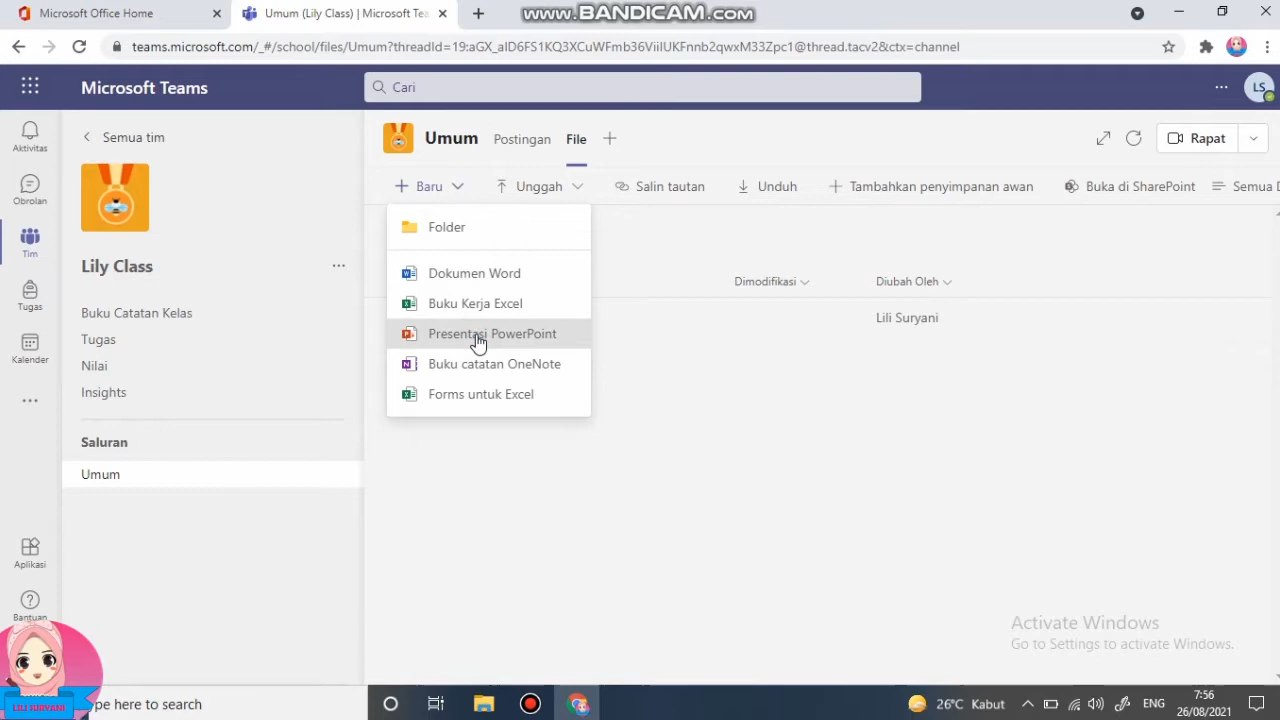 www.BANDICAM.com
Microsoft Office Home
Umum (Lily Class) | Microsoft Tea
teams.microsoft.com/_#/school/files/Umum?threadId=19:aGX_aID6FS1KQ3XCuWFmb36ViiIUKFnnb2qwxM33Zpc1@thread.tacv2&ctx=channel
Microsoft Teams
Cari
LS
Aktivitas
Obrolan
Tim
Tugas
Kalender
Aplikasi
Bantuan
Semua tim
Lily Class
Buku Catatan Kelas
Tugas
Nilai
Insights
Saluran
Umum
Umum
Postingan
File
Rapat
Baru
Unggah
Salin tautan
Unduh
Tambahkan penyimpanan awan
Buka di SharePoint
Semua D
Folder
Dokumen Word
Buku Kerja Excel
Presentasi PowerPoint
Buku catatan OneNote
Forms untuk Excel
Dimodifikasi
Diubah Oleh
Lili Suryani
Activate Windows
Go to Settings to activate Windows.
LILI SURYANI
ype here to search
26°C Kabut
ENG
7:56
26/08/2021